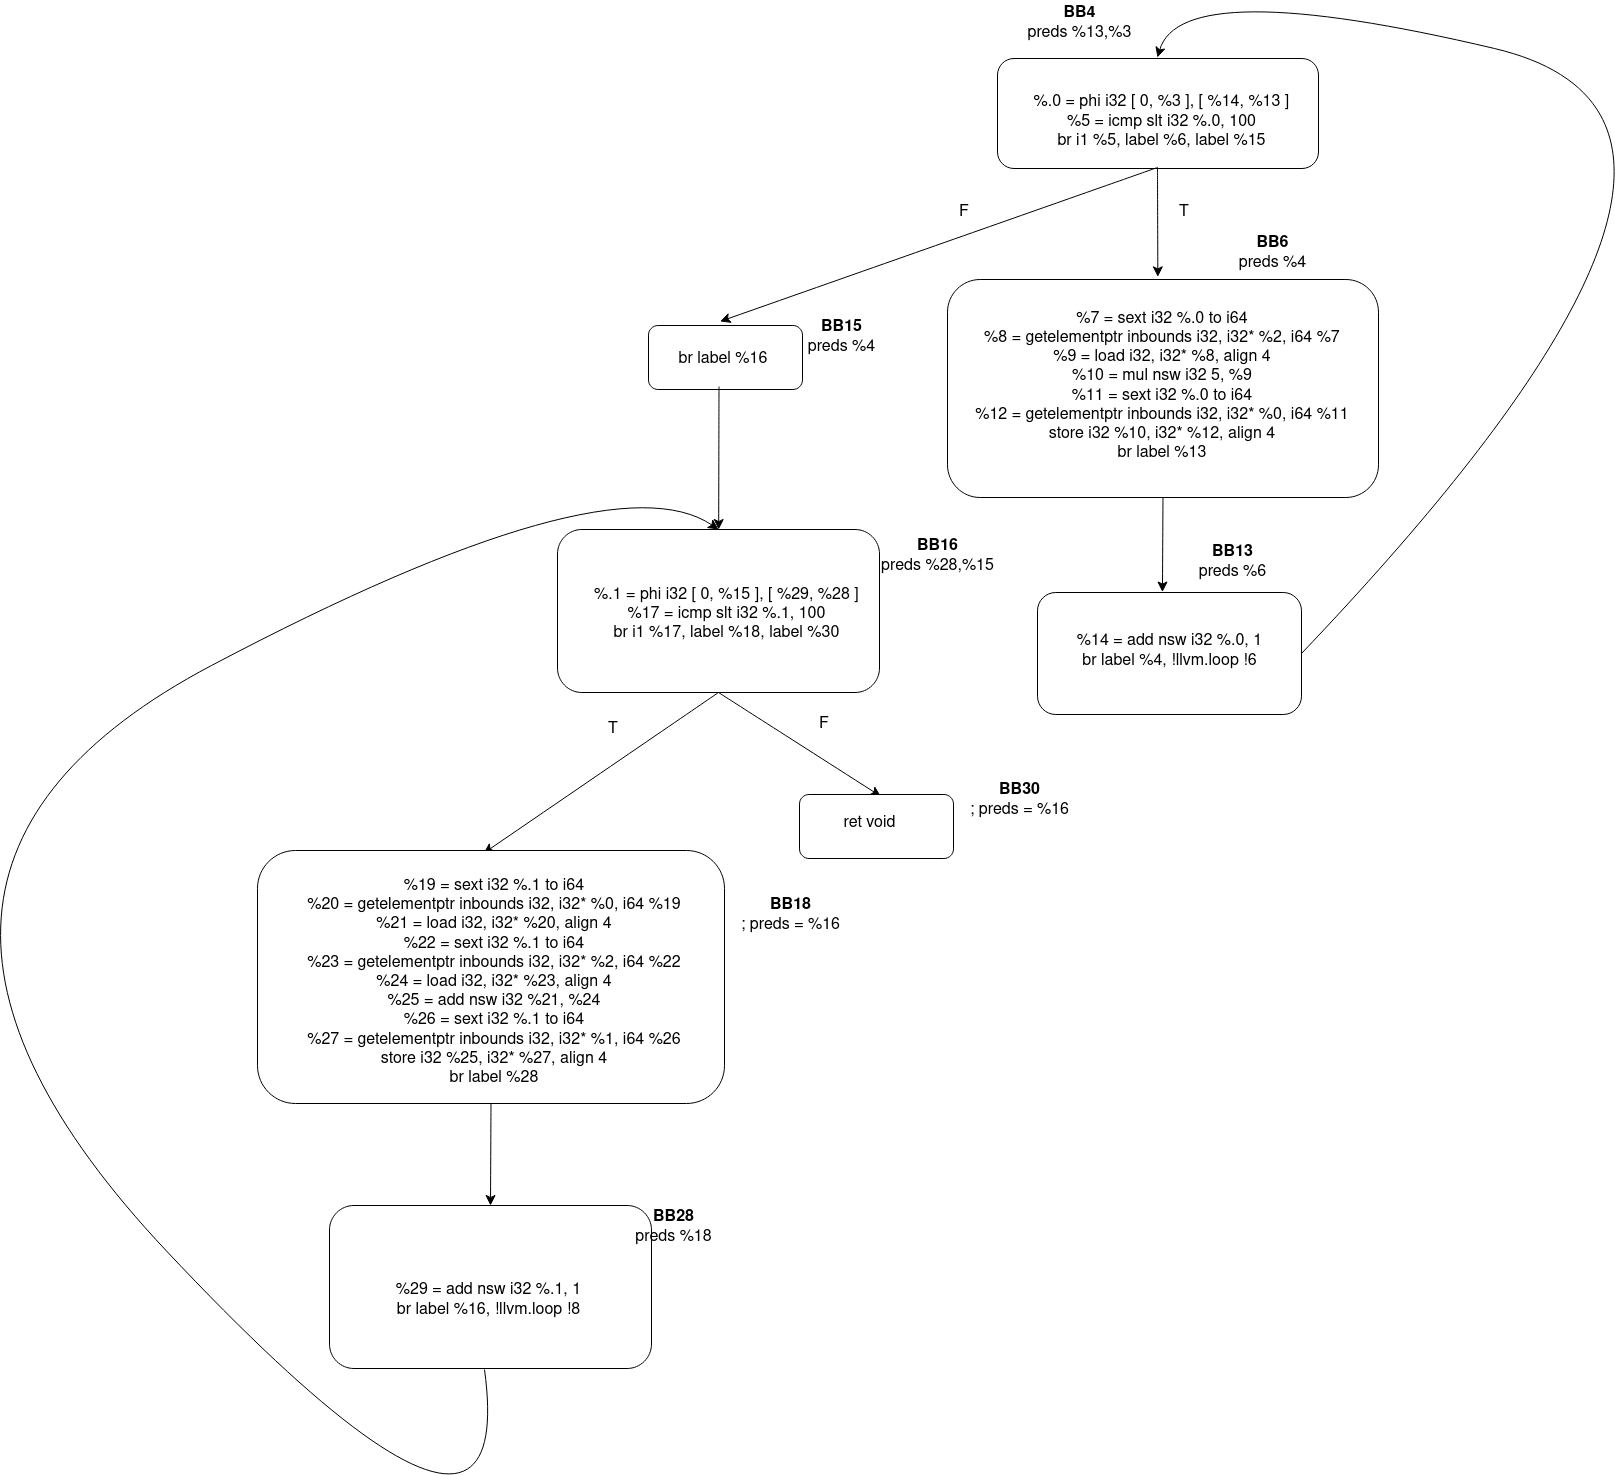 BB4
preds %13,%3
%.0 = phi i32 [ 0, %3 ], [ %14, %13 ]
%5 = icmp slt i32 %.0, 100
br i1 %5, label %6, label %15
F
T
BB6
preds %4
%7 = sext i32 %.0 to i64
%8 = getelementptr inbounds i32, i32* %2, i64 %7
%9 = load i32, i32* %8, align 4
%10 = mul nsw i32 5, %9
%11 = sext i32 %.0 to i64
%12 = getelementptr inbounds i32, i32* %0, i64 %11
store i32 %10, i32* %12, align 4
br label %13
BB15
preds %4
br label %16
BB16
preds %28,%15
%.1 = phi i32 [ 0, %15 ], [ %29, %28 ]
%17 = icmp slt i32 %.1, 100
br i1 %17, label %18, label %30
BB13
preds %6
%14 = add nsw i32 %.0, 1
br label %4, !llvm.loop !6
T
F
BB30
; preds = %16
ret void
BB18
; preds = %16
%19 = sext i32 %.1 to i64
%20 = getelementptr inbounds i32, i32* %0, i64 %19
%21 = load i32, i32* %20, align 4
%22 = sext i32 %.1 to i64
%23 = getelementptr inbounds i32, i32* %2, i64 %22
%24 = load i32, i32* %23, align 4
%25 = add nsw i32 %21, %24
%26 = sext i32 %.1 to i64
%27 = getelementptr inbounds i32, i32* %1, i64 %26
store i32 %25, i32* %27, align 4
br label %28
BB28
preds %18
%29 = add nsw i32 %.1, 1
br label %16, !llvm.loop !8